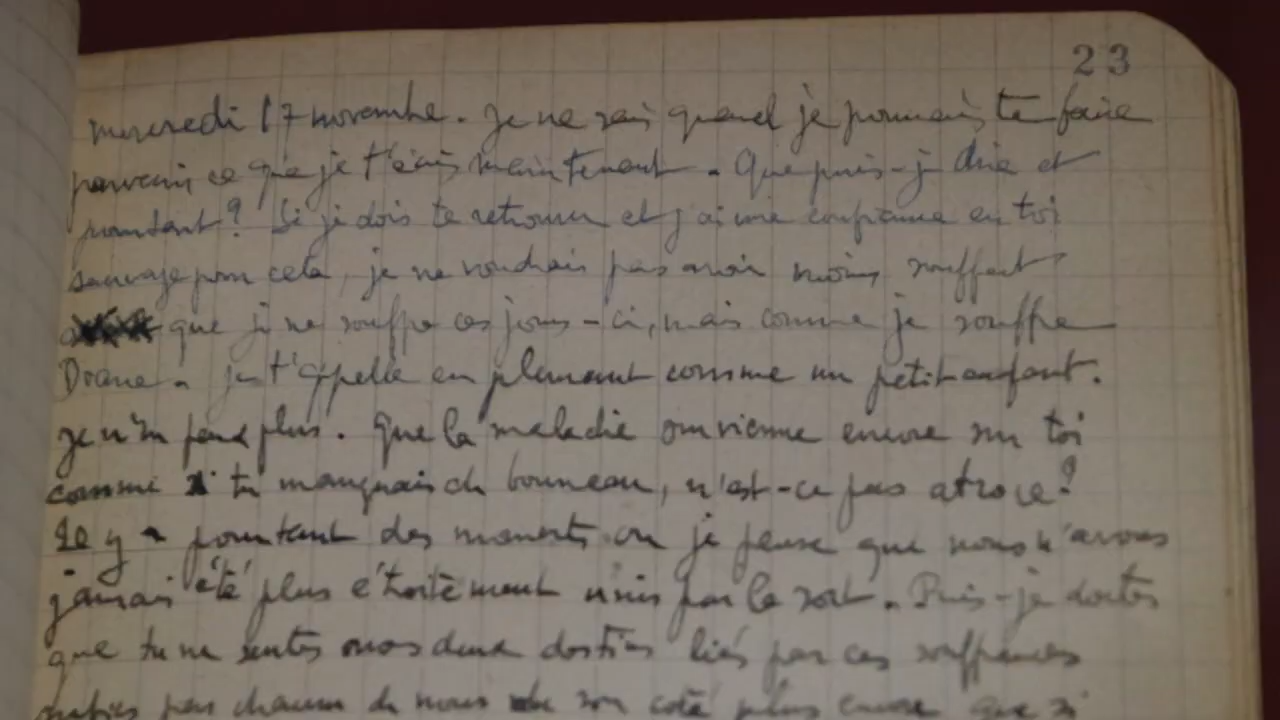 23
mercredi 17 novembre. Je ne sais quand je pourrais te faire
parvenir ce que je t'écris maintenant. Que puis-je dire et
pourtant? Si je dois te retrouver et j'ai une confiance en toi
sauvage pour cela, je ne voudrais pas avoir moins souffert
que je ne souffre ces jours-ci, mais comme je souffre
Diane. je t'appelle en pleurant comme un petit enfant.
Je n'en peux plus. Que la maladie survienne encore sur toi
comme si tu manquais de bourreau, n'est-ce pas atroce?
Il y a pourtant des moments où je pense que nous n'avons
jamais été plus étroitement unis par le sort. Puis-je douter
que tu ne sentes nos deux destins liés par ces souffrances
subies par chacun de nous de son coté plus encore que si